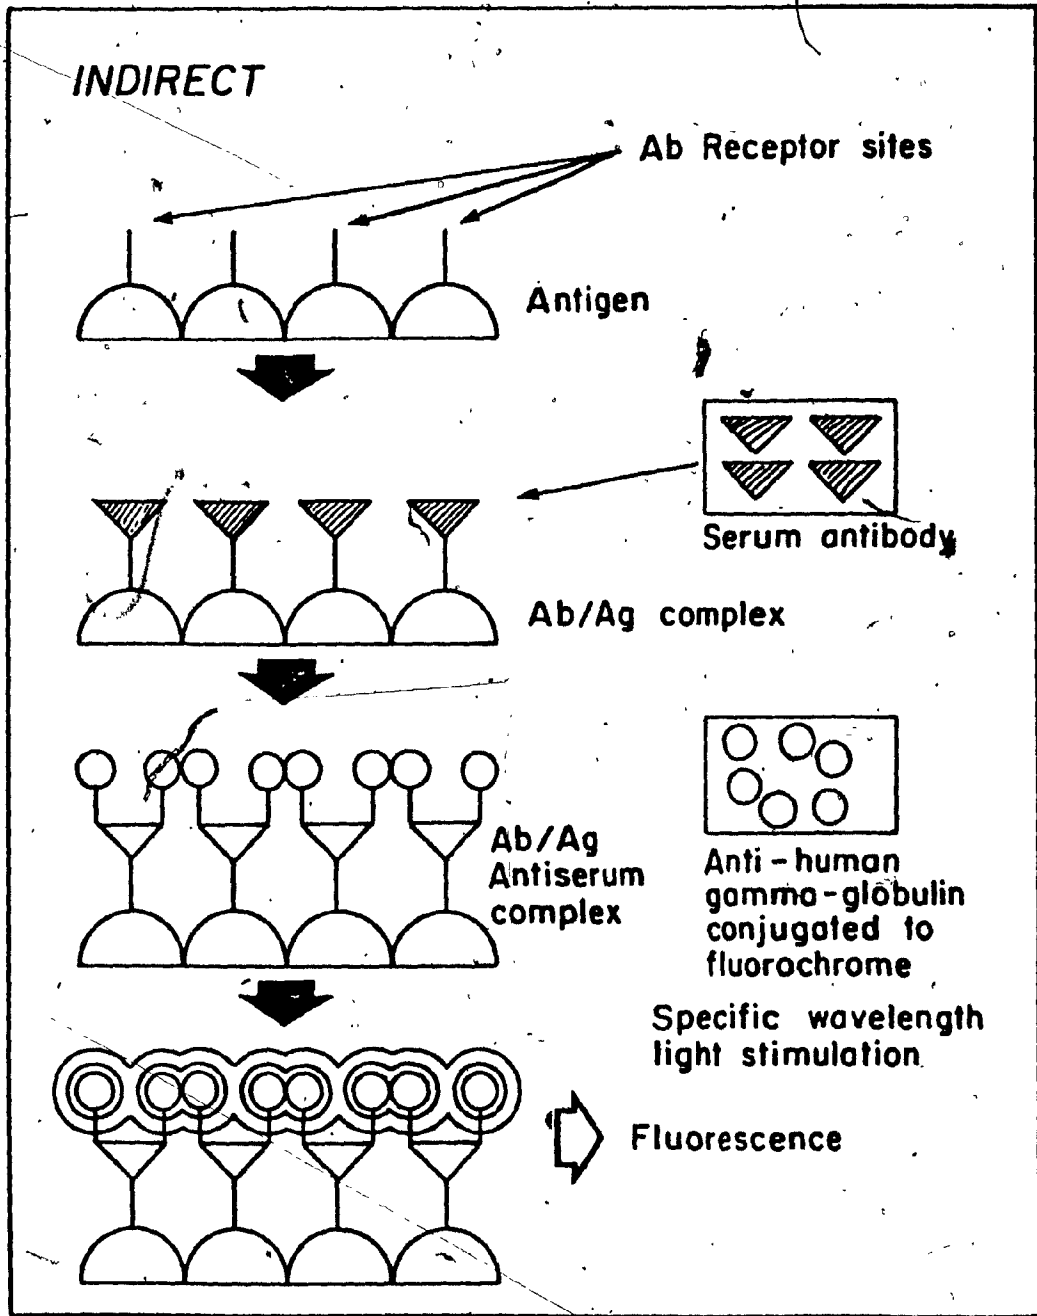 INDIRECT
Ab Receptor sites
Antigen
Serum antibody
Ab/Ag complex
Ab/Ag
Antiserum
complex
Anti-human
gamma-globulin
conjugated to
fluorochrome
Specific wavelength
light stimulation
Fluorescence